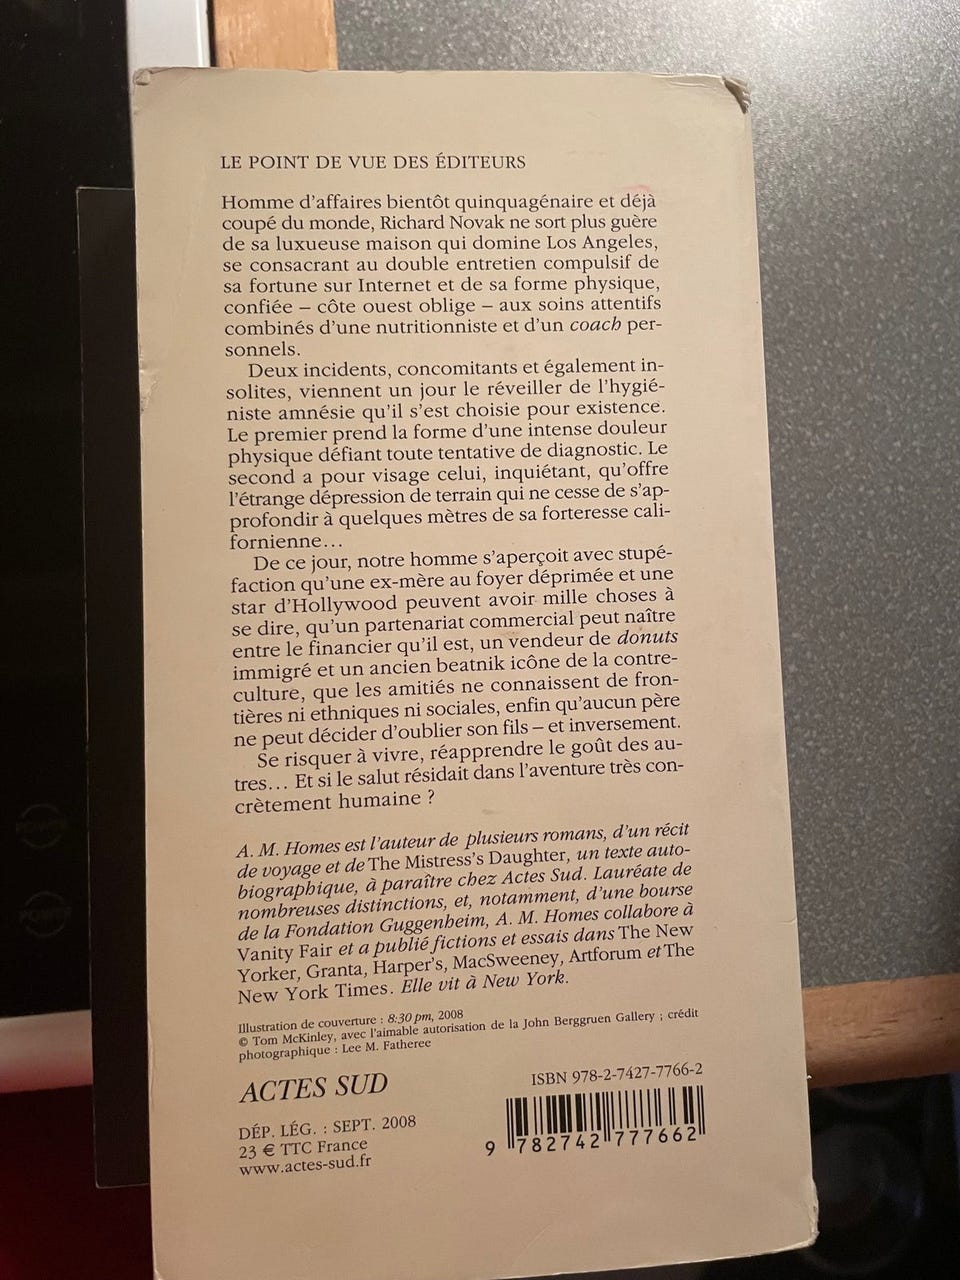 LE POINT DE VUE DES ÉDITEURS
Homme d'affaires bientôt quinquagénaire et déjà
coupé du monde, Richard Novak ne sort plus guère
de sa luxueuse maison qui domine Los Angeles,
se consacrant au double entretien compulsif de
sa fortune sur Internet et de sa forme physique,
confiée – côte ouest oblige – aux soins attentifs
combinés d'une nutritionniste et d'un coach per-
sonnels.
Deux incidents, concomitants et également in-
solites, viennent un jour le réveiller de l'hygié-
niste amnésie qu'il s'est choisie pour existence.
Le premier prend la forme d'une intense douleur
physique défiant toute tentative de diagnostic. Le
second a pour visage celui, inquiétant, qu'offre
l'étrange dépression de terrain qui ne cesse de s'ap-
profondir à quelques mètres de sa forteresse cali-
fornienne...
De ce jour, notre homme s'aperçoit avec stupé-
faction qu'une ex-mère au foyer déprimée et une
star d'Hollywood peuvent avoir mille choses à
se dire, qu'un partenariat commercial peut naître
entre le financier qu'il est, un vendeur de donuts
immigré et un ancien beatnik icône de la contre-
culture, que les amitiés ne connaissent de fron-
tières ni ethniques ni sociales, enfin qu'aucun père
ne peut décider d'oublier son fils – et inversement.
Se risquer à vivre, réapprendre le goût des au-
tres... Et si le salut résidait dans l'aventure très con-
crètement humaine ?
A. M. Homes est l'auteur de plusieurs romans, d'un récit
de voyage et de The Mistress's Daughter, un texte auto-
biographique, à paraître chez Actes Sud. Lauréate de
nombreuses distinctions, et, notamment, d'une bourse
de la Fondation Guggenheim, A. M. Homes collabore à
Vanity Fair et a publié fictions et essais dans The New
Yorker, Granta, Harper's, MacSweeney, Artforum et The
New York Times. Elle vit à New York.
Illustration de couverture : 8:30 pm, 2008
© Tom McKinley, avec l'aimable autorisation de la John Berggruen Gallery ; crédit
photographique : Lee M. Fatheree
ACTES SUD
DÉP. LÉG. : SEPT. 2008
23 € TTC France
www.actes-sud.fr
ISBN 978-2-7427-7766-2
9 782742 777662
POWER
POWER